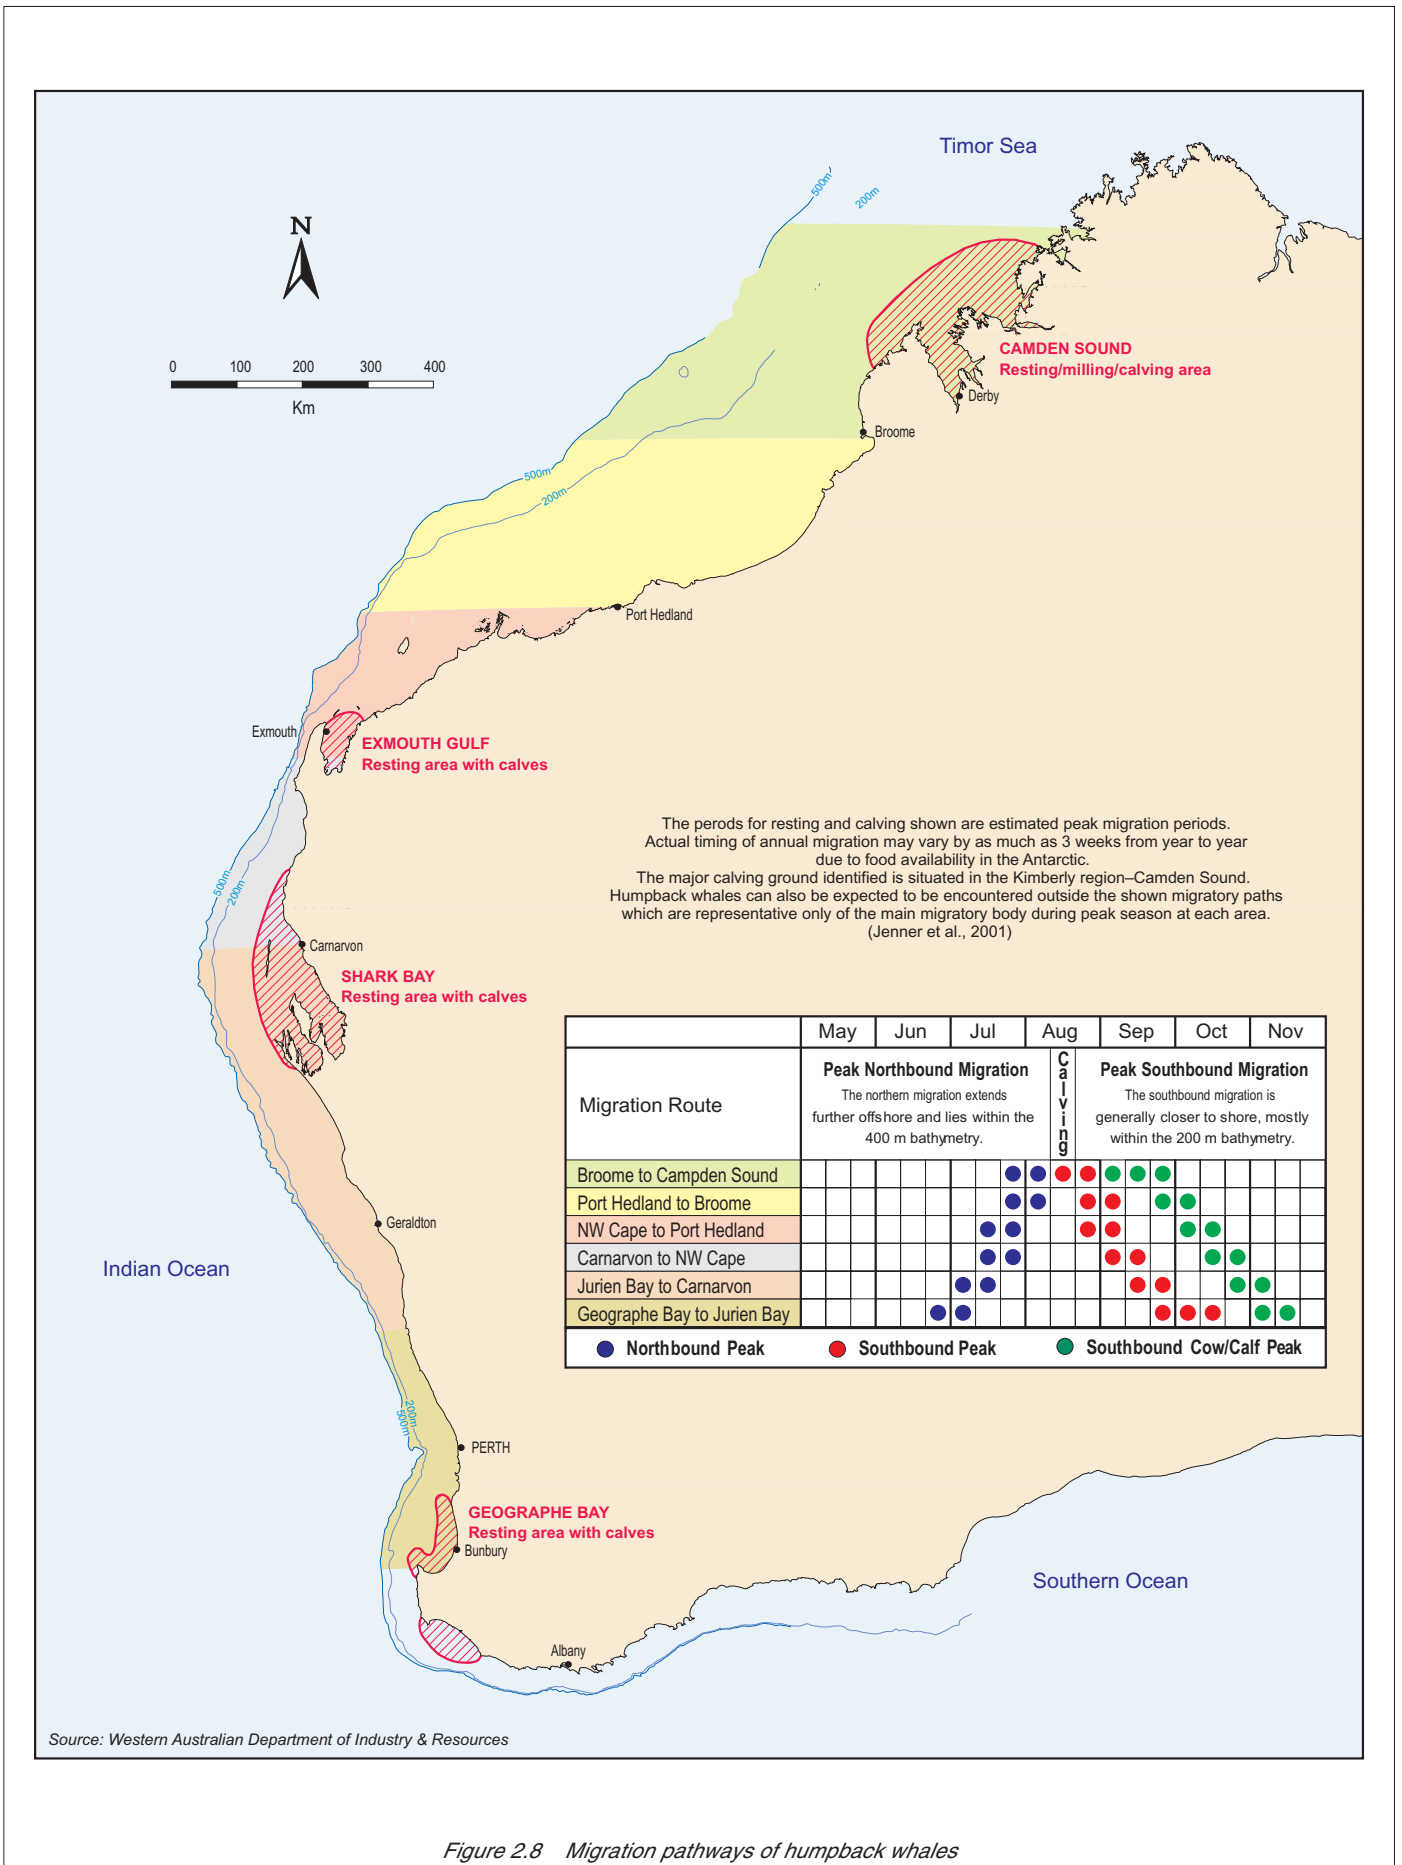 Timor Sea
500m
200m
N
0 100 200 300 400
Km
CAMDEN SOUND
Resting/milling/calving area
Derby
Broome
500m
200m
Port Hedland
Exmouth
EXMOUTH GULF
Resting area with calves
The perods for resting and calving shown are estimated peak migration periods.
Actual timing of annual migration may vary by as much as 3 weeks from year to year
due to food availability in the Antarctic.
The major calving ground identified is situated in the Kimberly region–Camden Sound.
Humpback whales can also be expected to be encountered outside the shown migratory paths
which are representative only of the main migratory body during peak season at each area.
(Jenner et al., 2001)
500m
200m
Carnarvon
SHARK BAY
Resting area with calves
May Jun Jul Aug Sep Oct Nov
Migration Route
Peak Northbound Migration
The northern migration extends
further offshore and lies within the
400 m bathymetry.
Calving
Peak Southbound Migration
The southbound migration is
generally closer to shore, mostly
within the 200 m bathymetry.
Broome to Campden Sound
Port Hedland to Broome
NW Cape to Port Hedland
Carnarvon to NW Cape
Jurien Bay to Carnarvon
Geographe Bay to Jurien Bay
Northbound Peak Southbound Peak Southbound Cow/Calf Peak
Geraldton
Indian Ocean
200m
500m
PERTH
GEOGRAPHE BAY
Resting area with calves
Bunbury
Southern Ocean
Albany
Source: Western Australian Department of Industry & Resources
Figure 2.8 Migration pathways of humpback whales